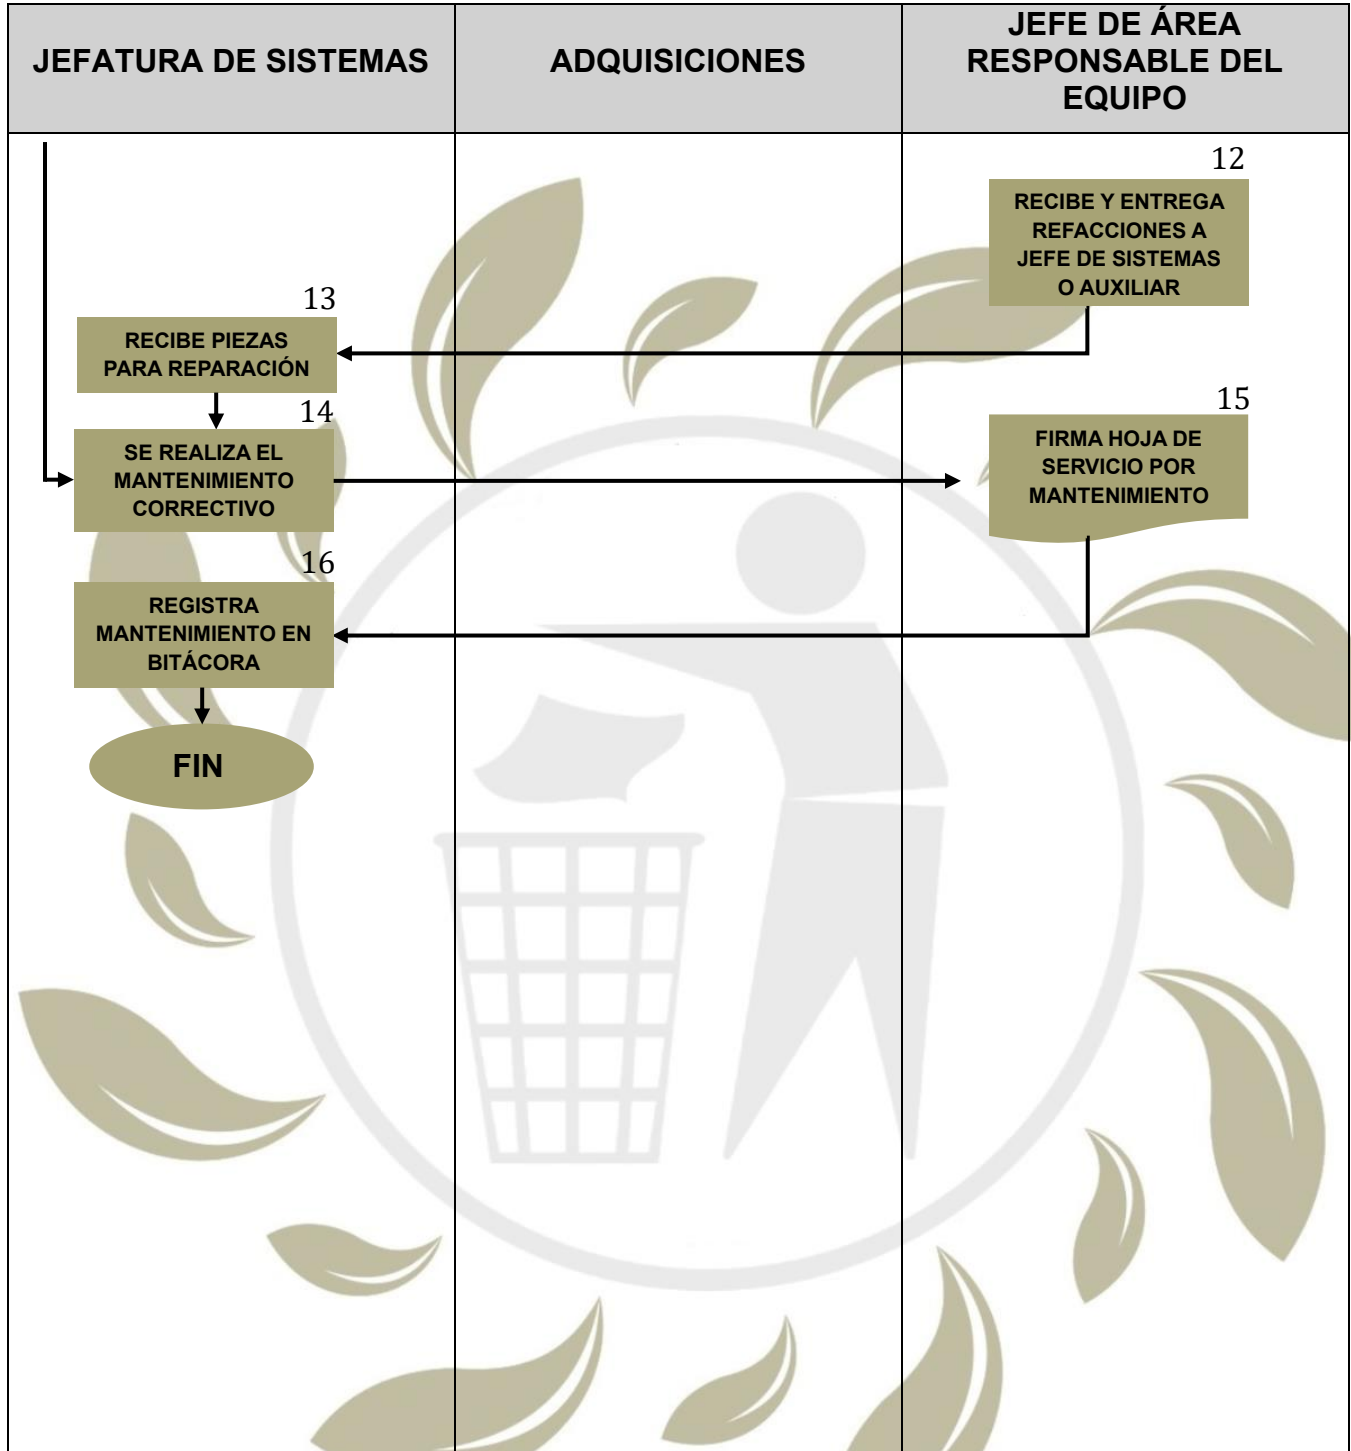 JEFATURA DE SISTEMAS
ADQUISICIONES
JEFE DE ÁREA
RESPONSABLE DEL
EQUIPO
12
RECIBE Y ENTREGA
REFACCIONES A
JEFE DE SISTEMAS
O AUXILIAR
13
RECIBE PIEZAS
PARA REPARACIÓN
14
SE REALIZA EL
MANTENIMIENTO
CORRECTIVO
15
FIRMA HOJA DE
SERVICIO POR
MANTENIMIENTO
16
REGISTRA
MANTENIMIENTO EN
BITÁCORA
FIN